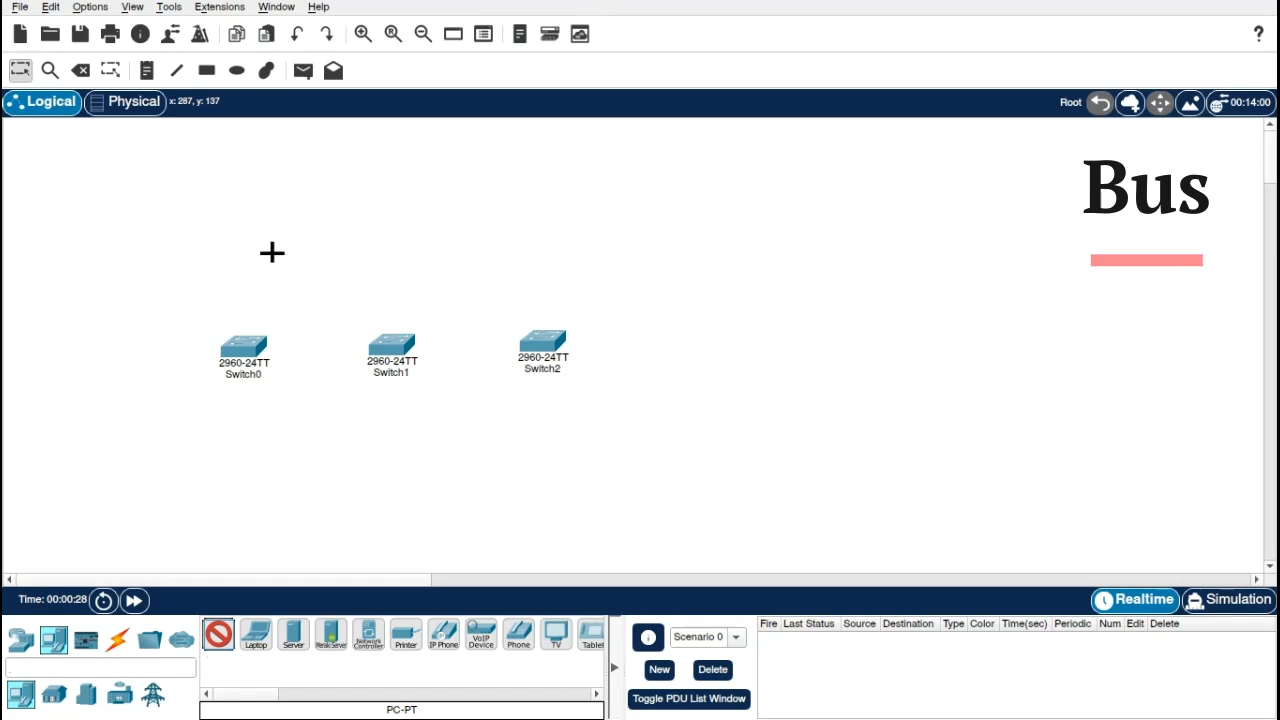 File Edit Options View Tools Extensions Window Help
?
Logical Physical x: 287, y: 137 Root 00:14:00
Bus
2960-24TT
Switch0
2960-24TT
Switch1
2960-24TT
Switch2
Time: 00:00:28 Realtime Simulation
Laptop Server Meraki Server Network Controller Printer IP Phone VoIP Device Phone TV Tablet
PC-PT
Scenario 0
New Delete
Toggle PDU List Window
Fire Last Status Source Destination Type Color Time(sec) Periodic Num Edit Delete